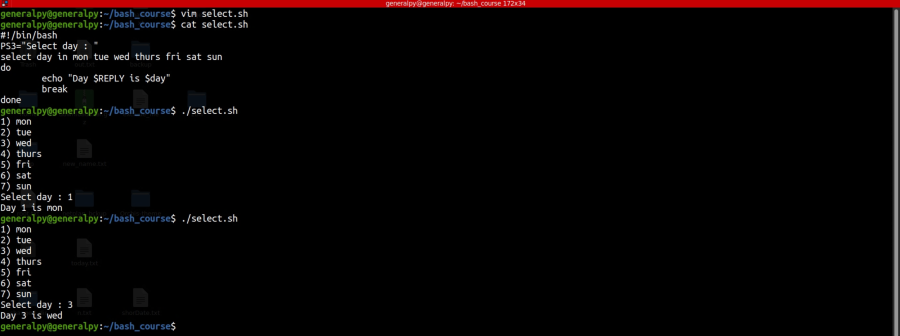 generalpy@generalpy: ~/bash_course 172x34
generalpy@generalpy:~/bash_course$ vim select.sh
generalpy@generalpy:~/bash_course$ cat select.sh
#!/bin/bash
PS3="Select day : "
select day in mon tue wed thurs fri sat sun
do
        echo "Day $REPLY is $day"
        break
done
generalpy@generalpy:~/bash_course$ ./select.sh
1) mon
2) tue
3) wed
4) thurs
5) fri
6) sat
7) sun
Select day : 1
Day 1 is mon
generalpy@generalpy:~/bash_course$ ./select.sh
1) mon
2) tue
3) wed
4) thurs
5) fri
6) sat
7) sun
Select day : 3
Day 3 is wed
generalpy@generalpy:~/bash_course$